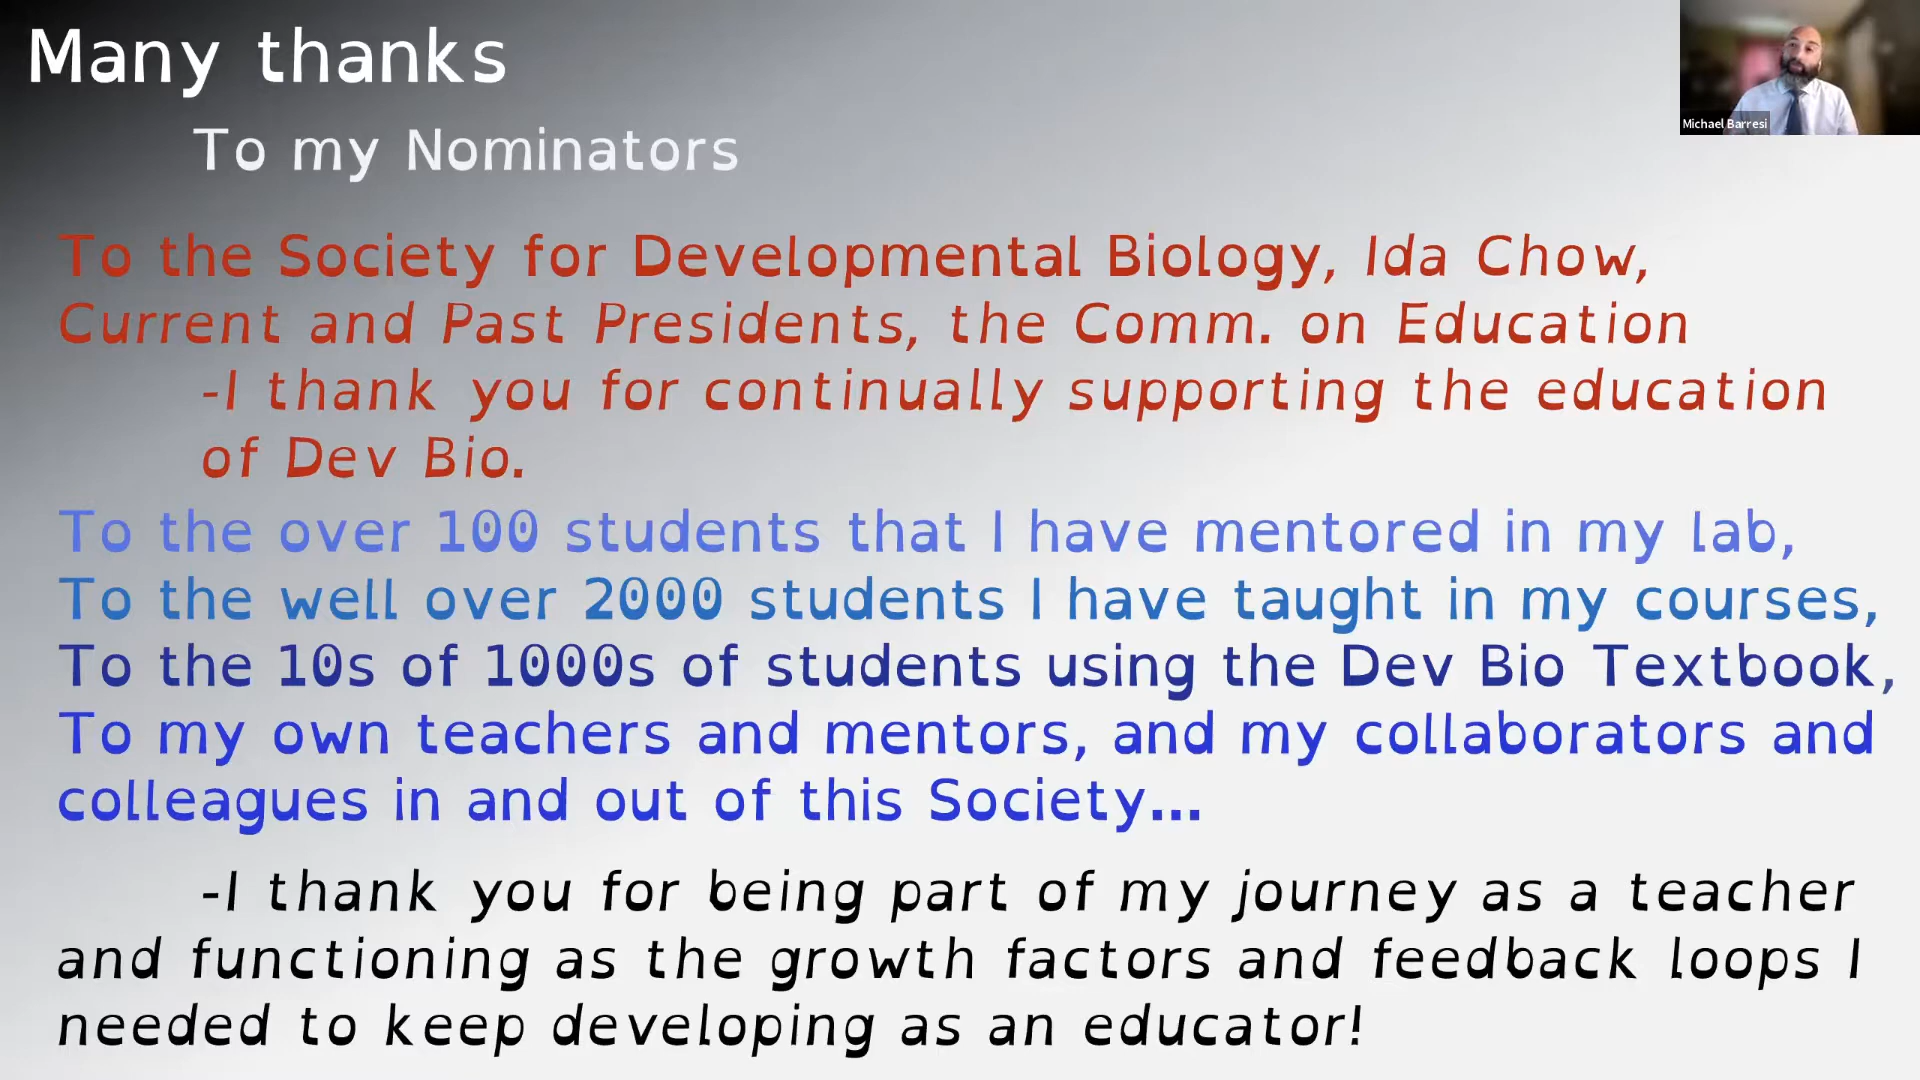 Many thanks
To my Nominators
Michael Barresi
To the Society for Developmental Biology, Ida Chow,
Current and Past Presidents, the Comm. on Education
-I thank you for continually supporting the education
of Dev Bio.
To the over 100 students that I have mentored in my lab,
To the well over 2000 students I have taught in my courses,
To the 10s of 1000s of students using the Dev Bio Textbook,
To my own teachers and mentors, and my collaborators and
colleagues in and out of this Society...
-I thank you for being part of my journey as a teacher
and functioning as the growth factors and feedback loops I
needed to keep developing as an educator!